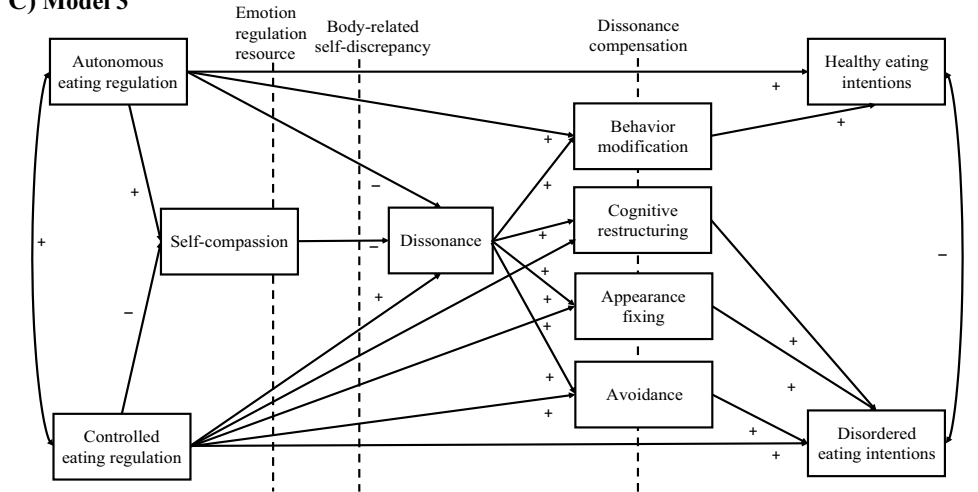 C) Model 3
Emotion
regulation
resource
Body-related
self-discrepancy
Dissonance
compensation
Autonomous
eating regulation
Healthy eating
intentions
Behavior
modification
Cognitive
restructuring
Self-compassion
Dissonance
Appearance
fixing
Avoidance
Controlled
eating regulation
Disordered
eating intentions
+
+
+
+
–
+
+
–
+
–
+
+
+
–
+
+
+
+
+
+
+
+
+